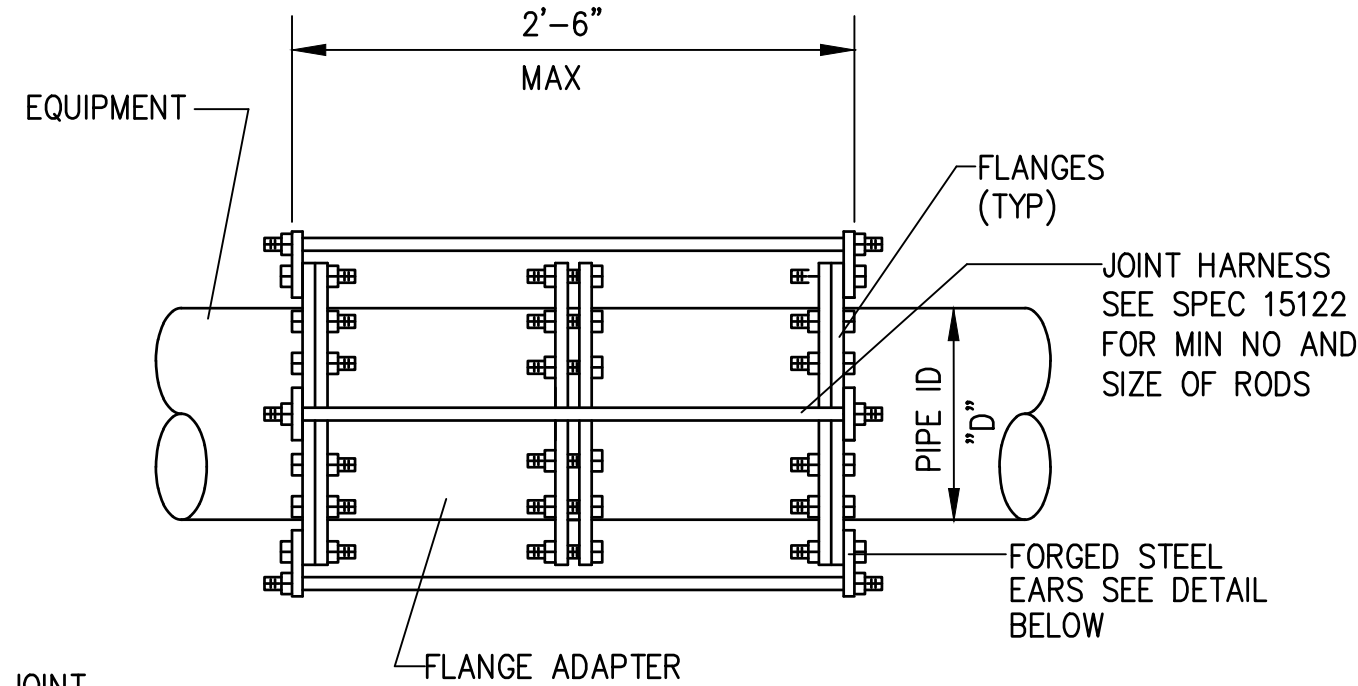 2'-6"
MAX
EQUIPMENT
FLANGES
(TYP)
JOINT HARNESS
SEE SPEC 15122
FOR MIN NO AND
SIZE OF RODS
PIPE ID
"D"
FORGED STEEL
EARS SEE DETAIL
BELOW
FLANGE ADAPTER
JOINT